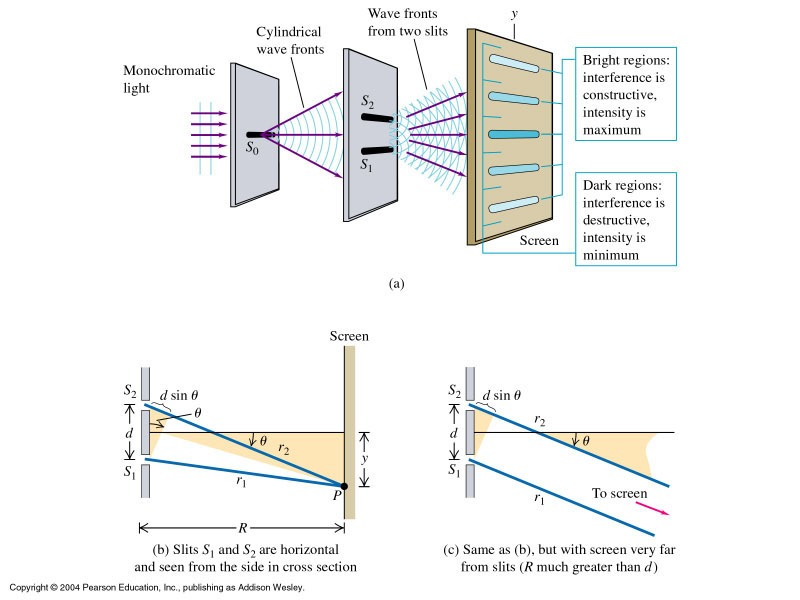 Wave fronts
from two slits
y
Cylindrical
wave fronts
Monochromatic
light
Bright regions:
interference is
constructive,
intensity is
maximum
S2
S0
S1
Dark regions:
interference is
destructive,
intensity is
minimum
Screen
(a)
Screen
S2
d sin θ
θ
d
θ
r2
y
S1
r1
P
R
(b) Slits S1 and S2 are horizontal
and seen from the side in cross section
S2
d sin θ
r2
d
θ
S1
r1
To screen
(c) Same as (b), but with screen very far
from slits (R much greater than d)
Copyright © 2004 Pearson Education, Inc., publishing as Addison Wesley.